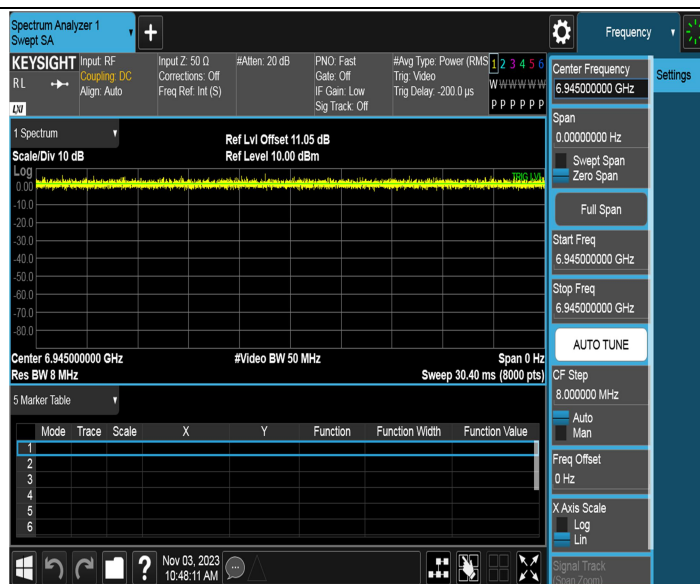 Spectrum Analyzer 1
Swept SA
Frequency
KEYSIGHT
RL
LXI
Input: RF
Coupling: DC
Align: Auto
Input Z: 50 Ω
Corrections: Off
Freq Ref: Int (S)
#Atten: 20 dB
PNO: Fast
Gate: Off
IF Gain: Low
Sig Track: Off
#Avg Type: Power (RMS
Trig: Video
Trig Delay: -200.0 µs
1 2 3 4 5 6
W W W W W W
P P P P P P
Settings
1 Spectrum
Scale/Div 10 dB
Ref Lvl Offset 11.05 dB
Ref Level 10.00 dBm
Log
TRIG LVL
0.00
-10.0
-20.0
-30.0
-40.0
-50.0
-60.0
-70.0
-80.0
Center 6.945000000 GHz
#Video BW 50 MHz
Span 0 Hz
Res BW 8 MHz
Sweep 30.40 ms (8000 pts)
5 Marker Table
Mode Trace Scale X Y Function Function Width Function Value
1
2
3
4
5
6
Center Frequency
6.945000000 GHz
Span
0.00000000 Hz
Swept Span
Zero Span
Full Span
Start Freq
6.945000000 GHz
Stop Freq
6.945000000 GHz
AUTO TUNE
CF Step
8.000000 MHz
Auto
Man
Freq Offset
0 Hz
X Axis Scale
Log
Lin
Signal Track
(Span Zoom)
?
Nov 03, 2023
10:48:11 AM